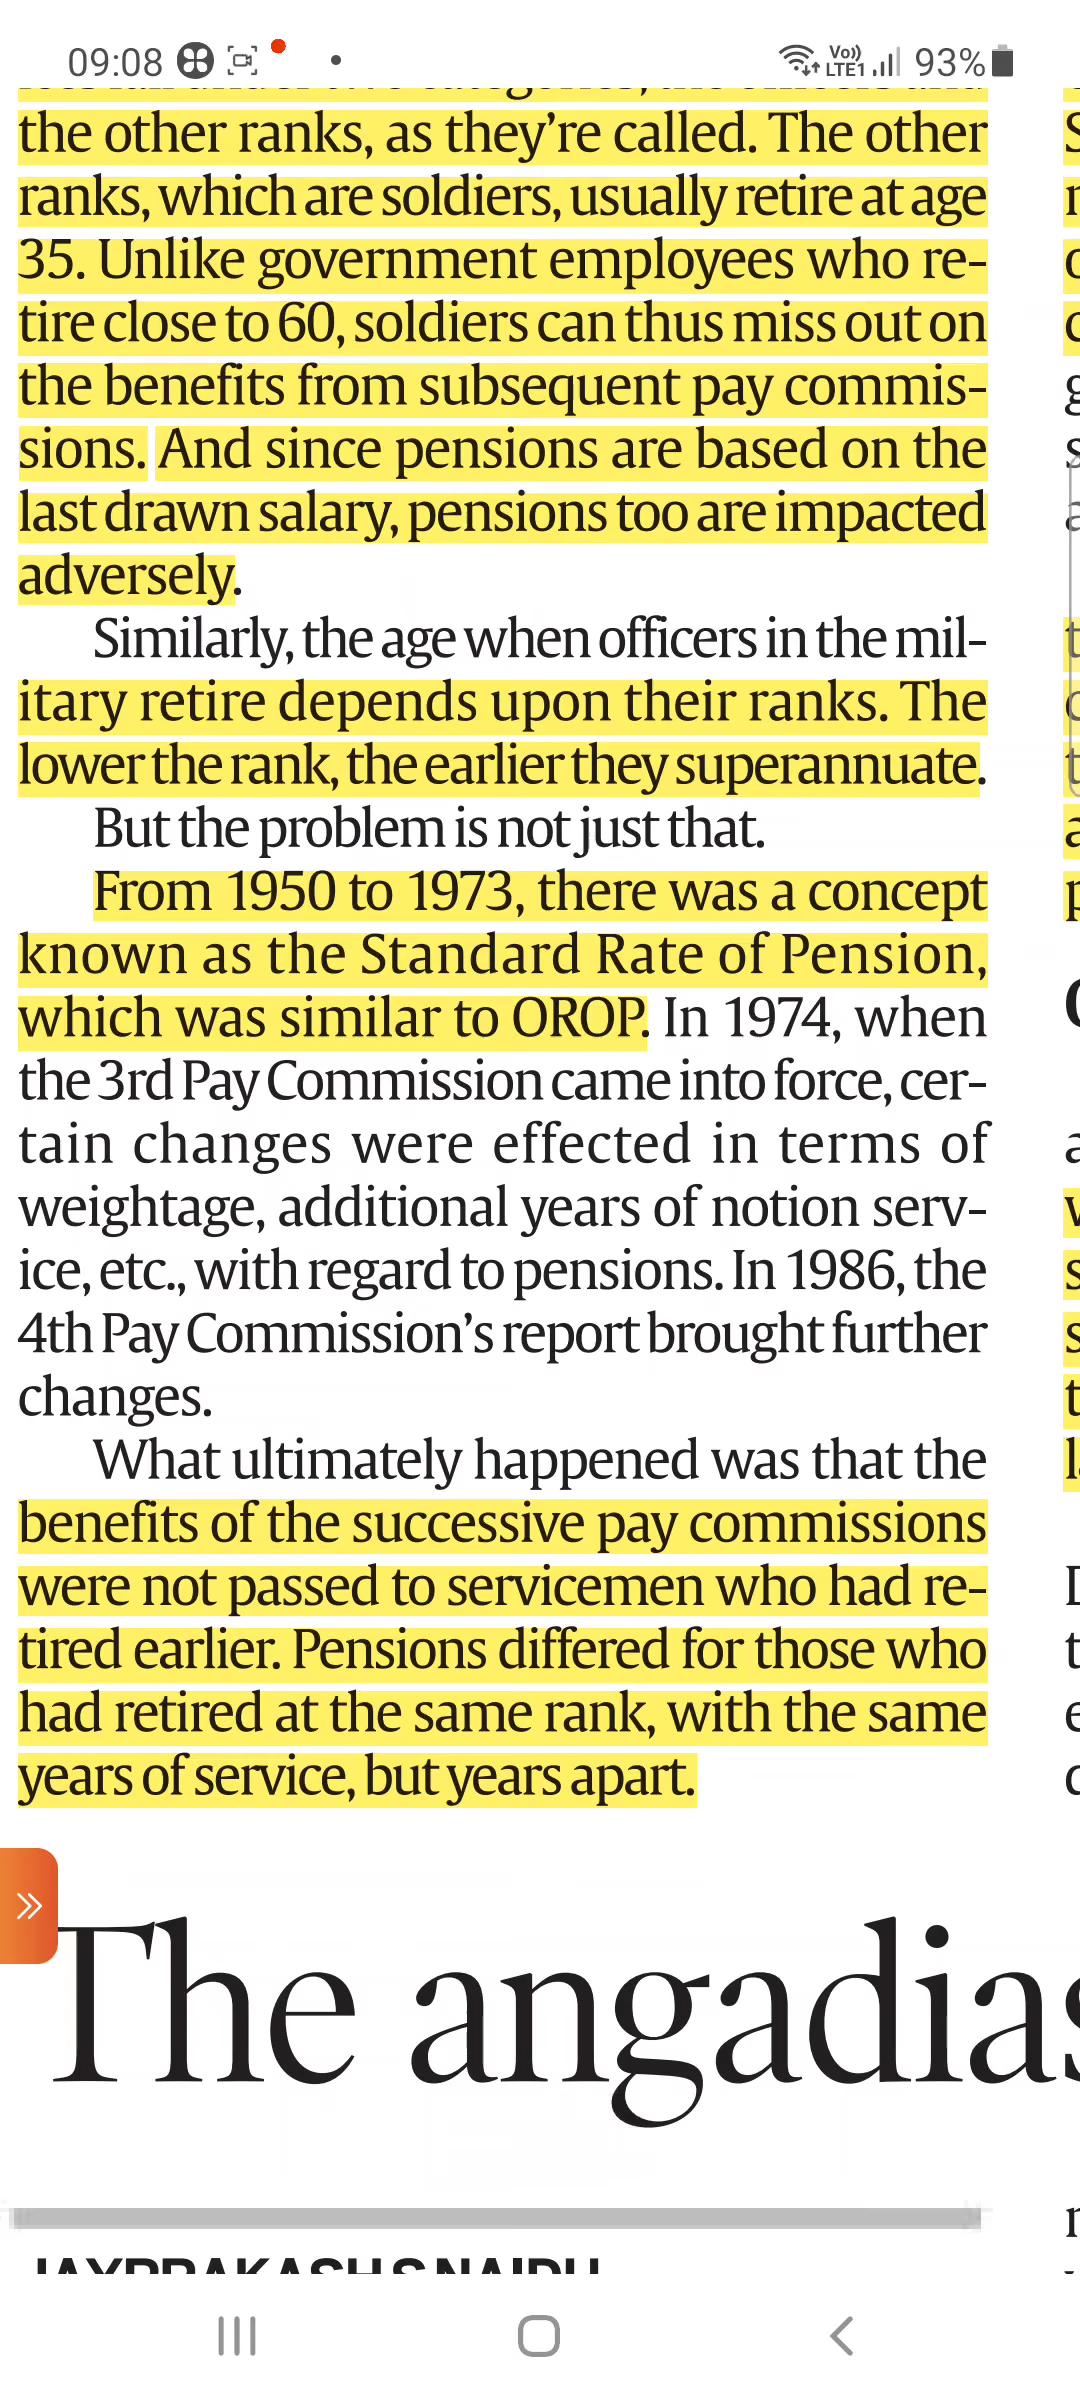 09:08
Vo))
LTE1
93%
the other ranks, as they're called. The other
ranks, which are soldiers, usually retire at age
35. Unlike government employees who re-
tire close to 60, soldiers can thus miss out on
the benefits from subsequent pay commis-
sions. And since pensions are based on the
last drawn salary, pensions too are impacted
adversely.
Similarly, the age when officers in the mil-
itary retire depends upon their ranks. The
lower the rank, the earlier they superannuate.
But the problem is not just that.
From 1950 to 1973, there was a concept
known as the Standard Rate of Pension,
which was similar to OROP. In 1974, when
the 3rd Pay Commission came into force, cer-
tain changes were effected in terms of
weightage, additional years of notion serv-
ice, etc., with regard to pensions. In 1986, the
4th Pay Commission's report brought further
changes.
What ultimately happened was that the
benefits of the successive pay commissions
were not passed to servicemen who had re-
tired earlier. Pensions differed for those who
had retired at the same rank, with the same
years of service, but years apart.
The angadias
JAYPRAKASH S NAIDU